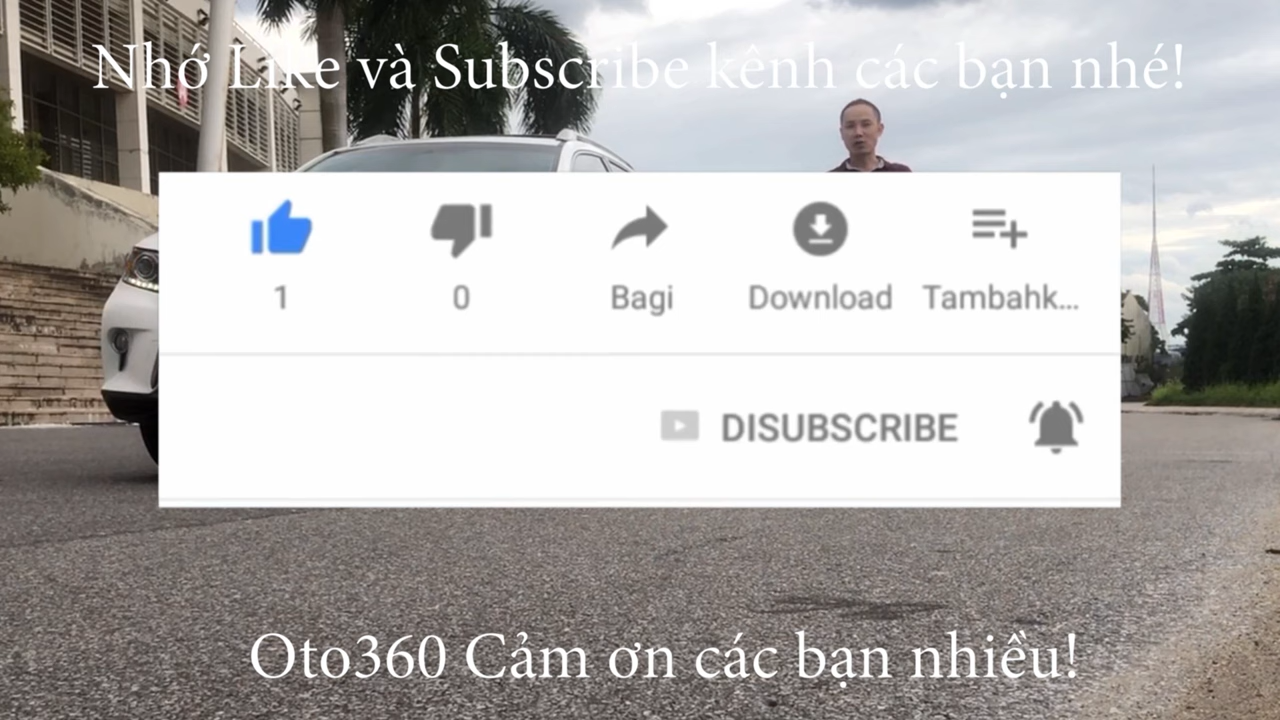 Nhớ Like và Subscribe kênh các bạn nhé!
1 0 Bagi Download Tambahk...
DISUBSCRIBE
Oto360 Cảm ơn các bạn nhiều!